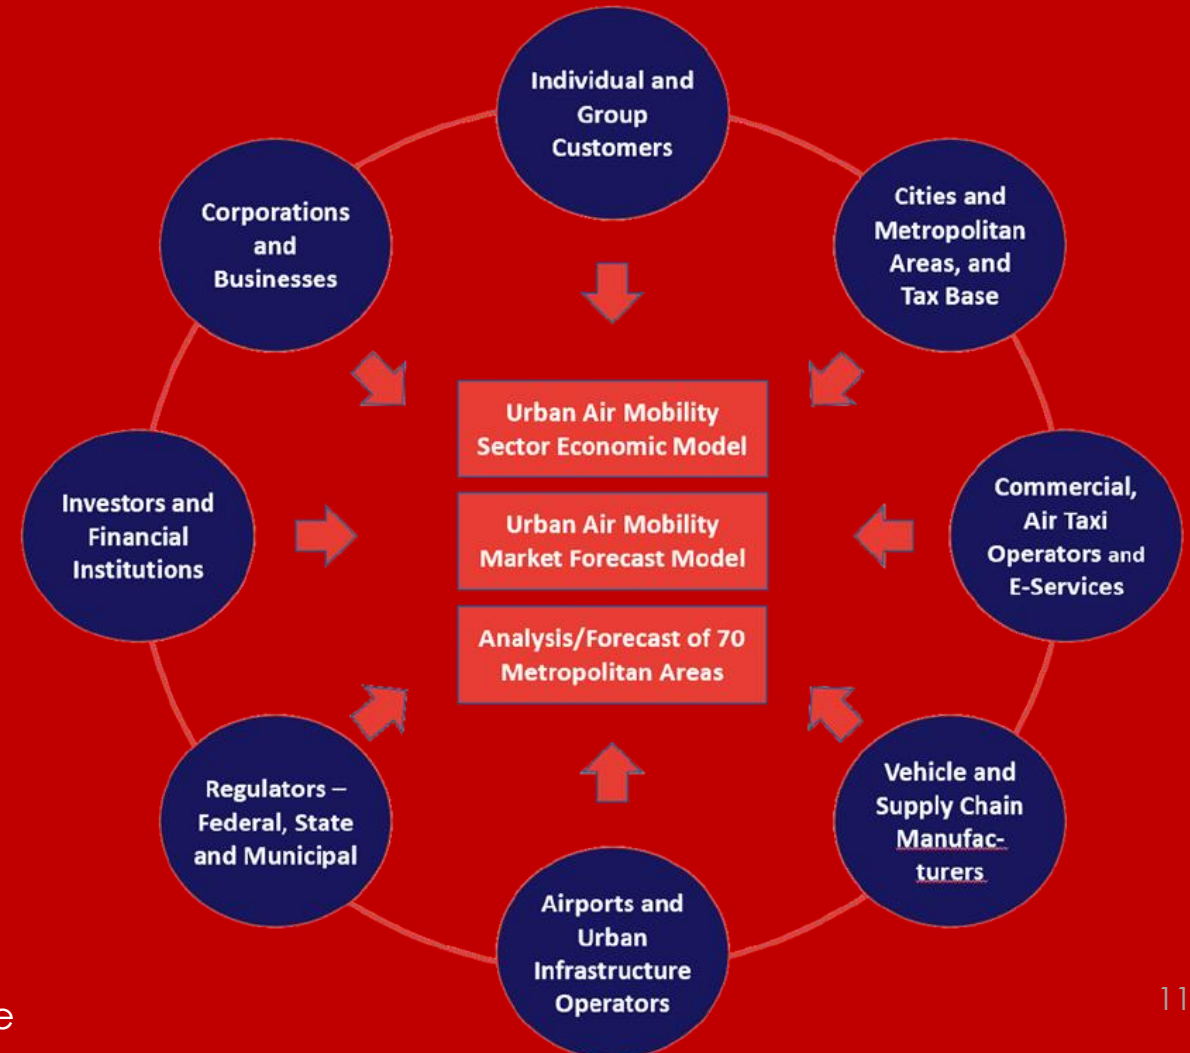 Individual and
Group
Customers
Cities and
Metropolitan
Areas, and
Tax Base
Commercial,
Air Taxi
Operators and
E-Services
Vehicle and
Supply Chain
Manufac-
turers
Airports and
Urban
Infrastructure
Operators
Regulators –
Federal, State
and Municipal
Investors and
Financial
Institutions
Corporations
and
Businesses
Urban Air Mobility
Sector Economic Model
Urban Air Mobility
Market Forecast Model
Analysis/Forecast of 70
Metropolitan Areas
e
11